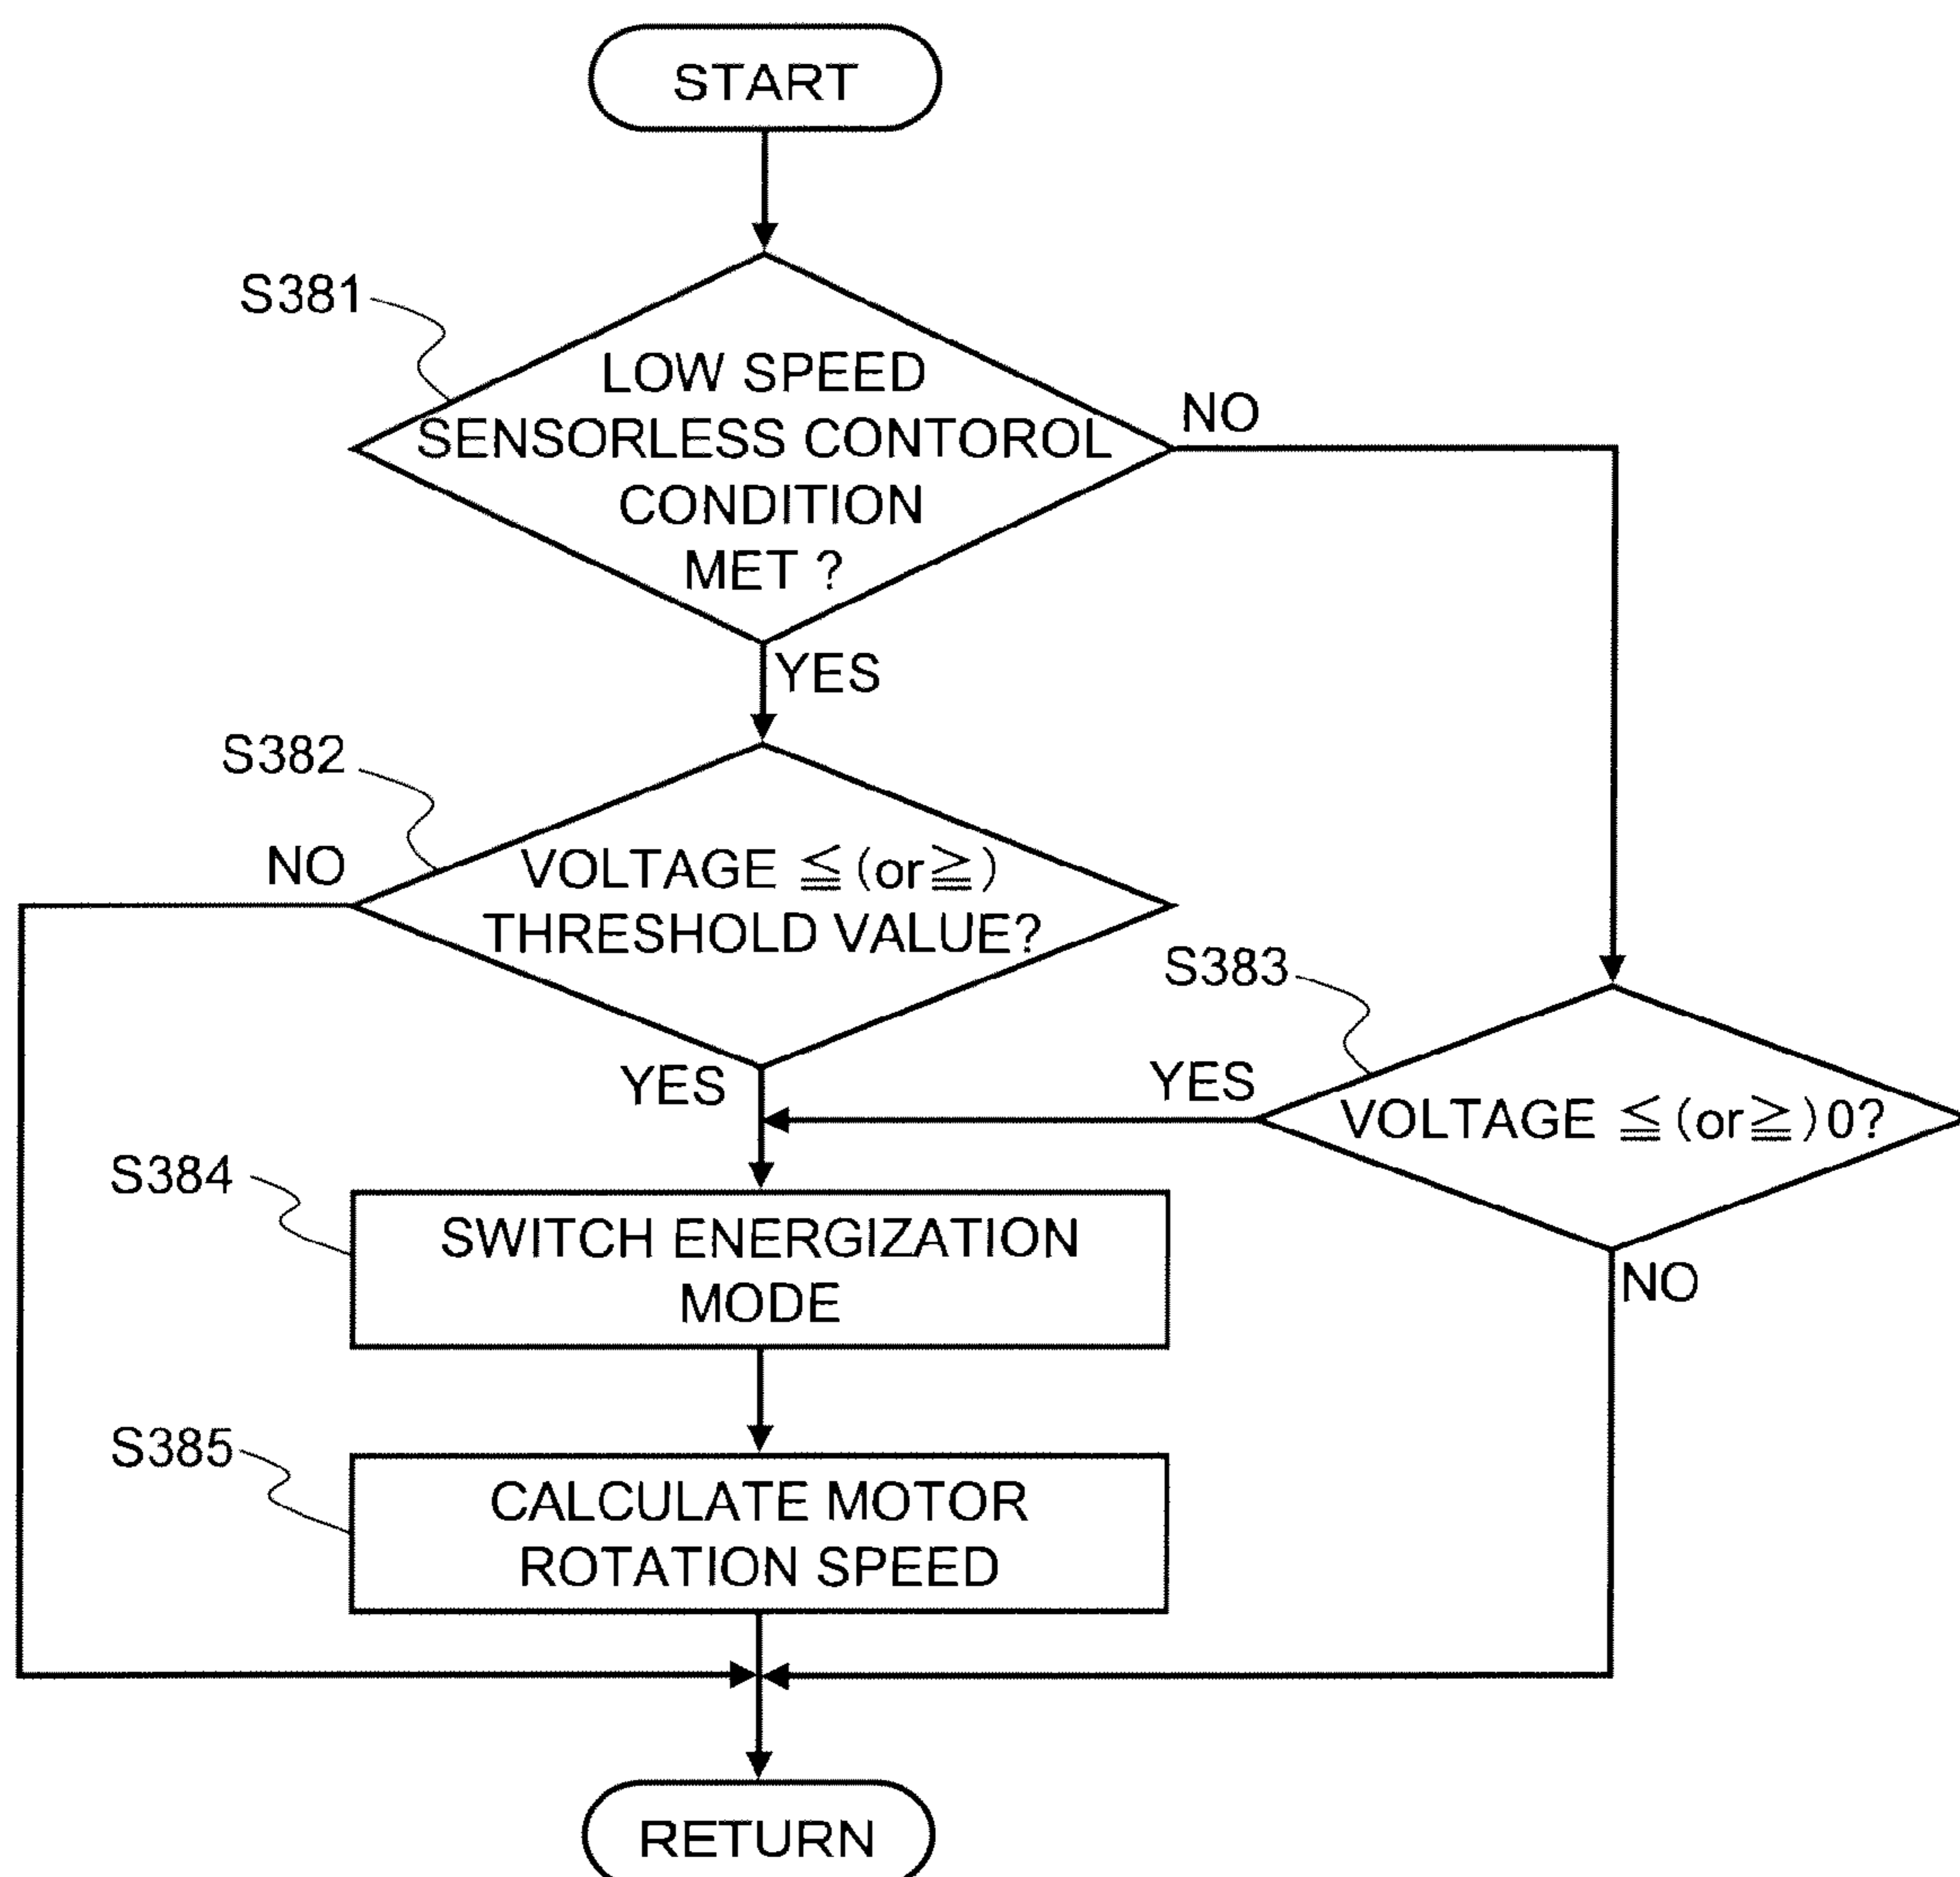 START
S381
LOW SPEED
SENSORLESS CONTOROL
CONDITION
MET ?
NO
YES
S382
NO
VOLTAGE ≦(or≧)
THRESHOLD VALUE?
YES
S383
YES
VOLTAGE ≦(or≧)0?
NO
S384
SWITCH ENERGIZATION
MODE
S385
CALCULATE MOTOR
ROTATION SPEED
RETURN